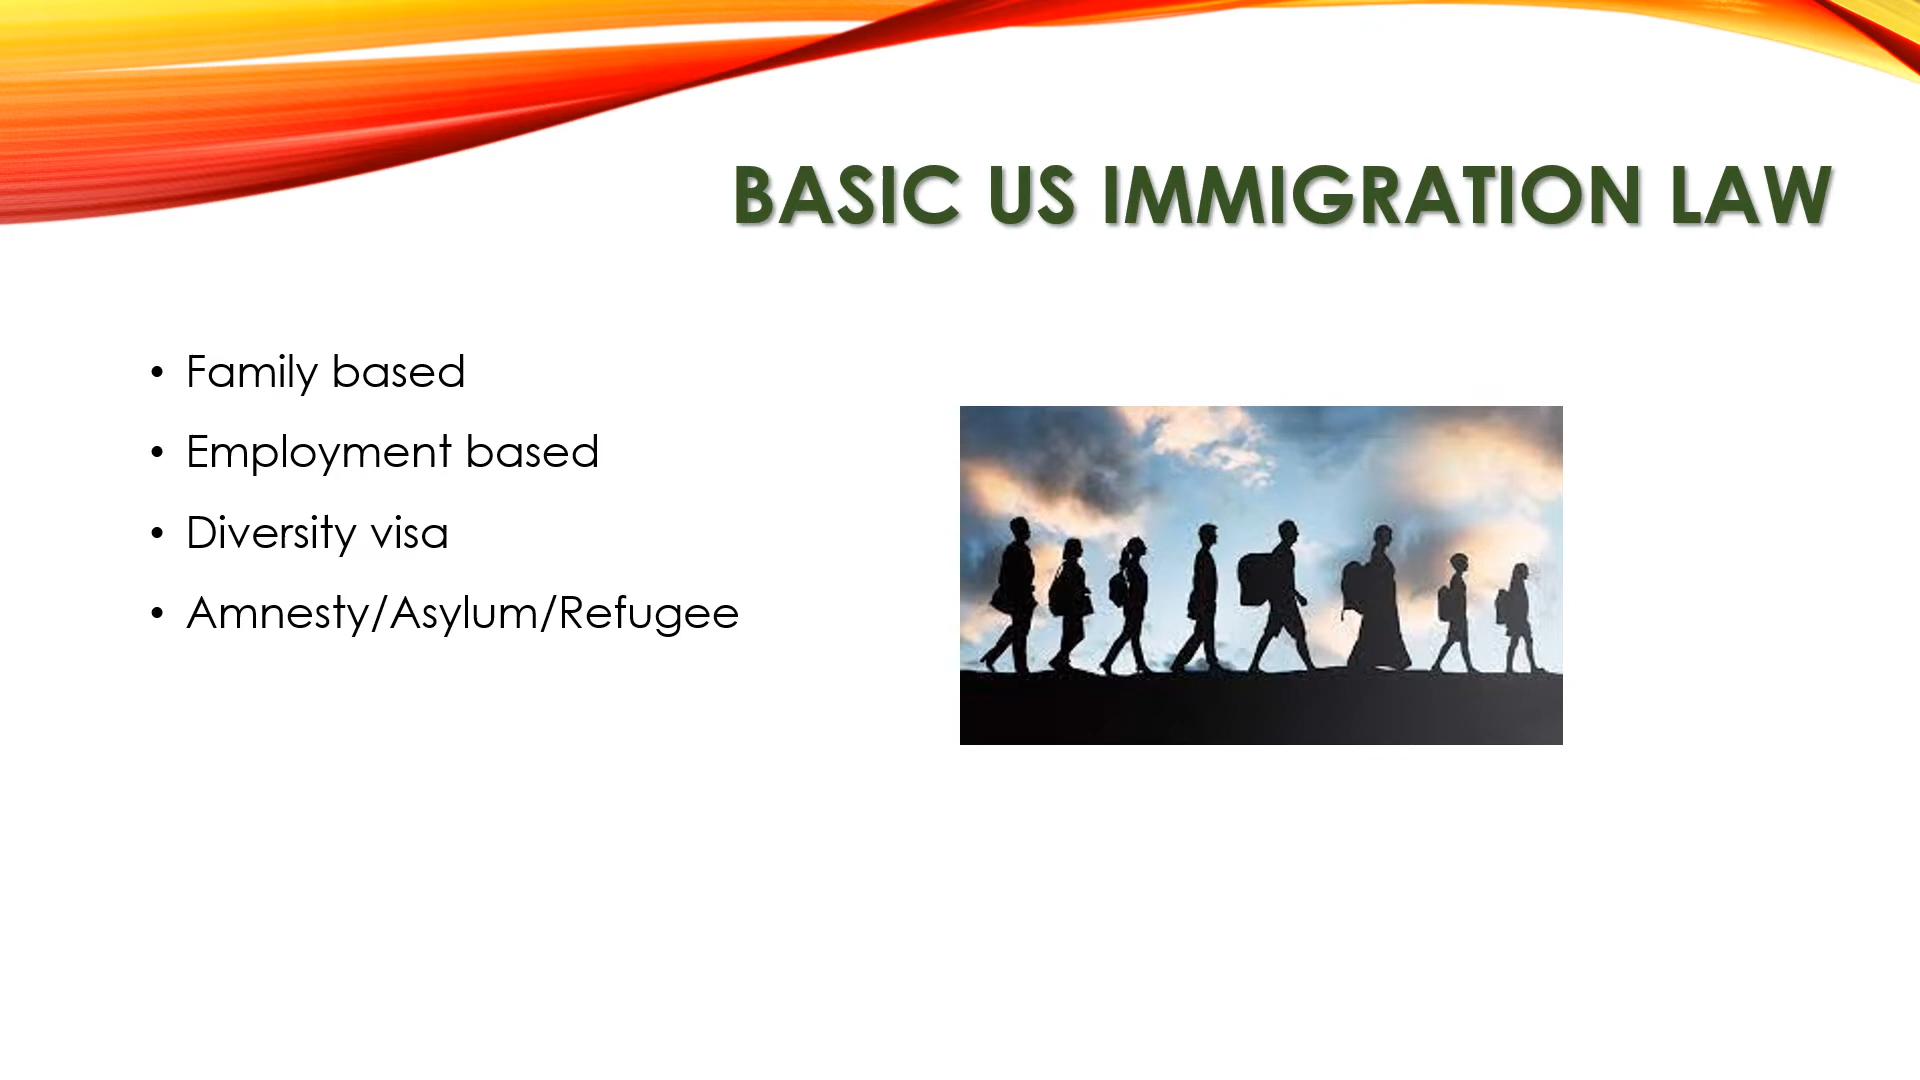 BASIC US IMMIGRATION LAW
• Family based
• Employment based
• Diversity visa
• Amnesty/Asylum/Refugee